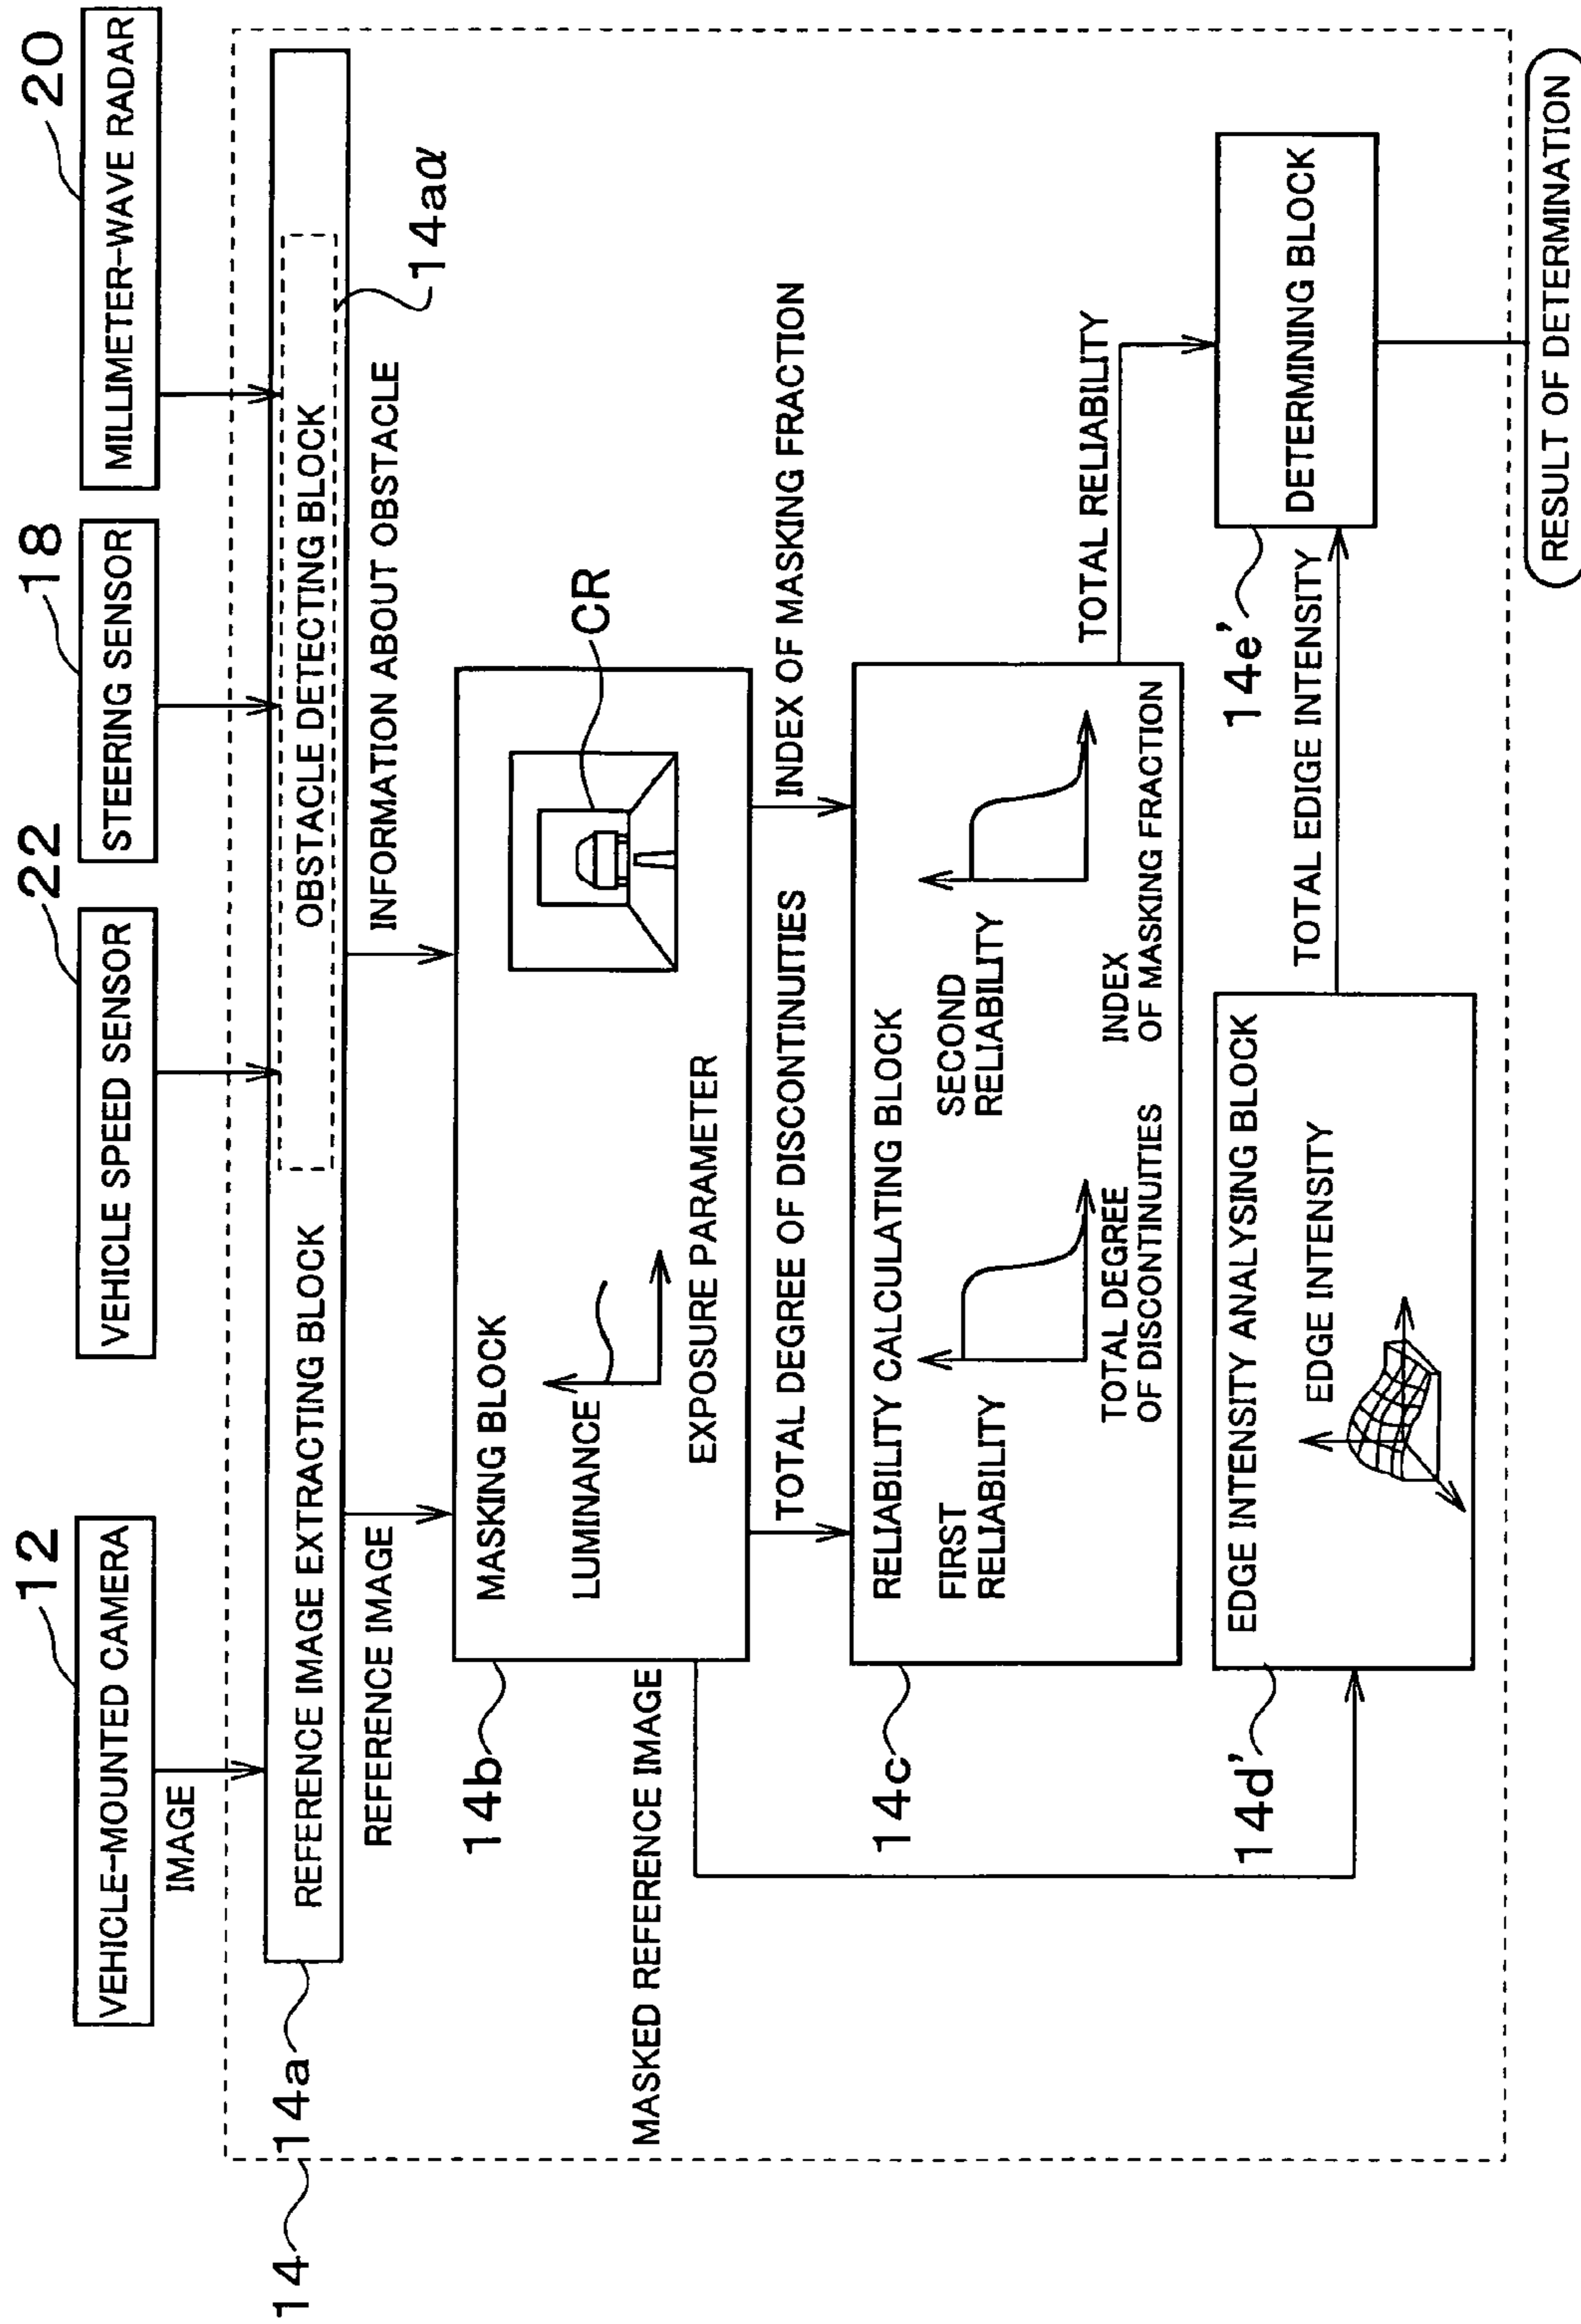 12
22
18
20
VEHICLE-MOUNTED CAMERA
VEHICLE SPEED SENSOR
STEERING SENSOR
MILLIMETER-WAVE RADAR
IMAGE
14
14a
REFERENCE IMAGE EXTRACTING BLOCK
OBSTACLE DETECTING BLOCK
14aα
REFERENCE IMAGE
INFORMATION ABOUT OBSTACLE
14b
MASKING BLOCK
LUMINANCE
EXPOSURE PARAMETER
CR
MASKED REFERENCE IMAGE
TOTAL DEGREE OF DISCONTINUITIES
INDEX OF MASKING FRACTION
14c
RELIABILITY CALCULATING BLOCK
FIRST
RELIABILITY
TOTAL DEGREE
OF DISCONTINUITIES
SECOND
RELIABILITY
INDEX
OF MASKING FRACTION
TOTAL RELIABILITY
14d'
EDGE INTENSITY ANALYSING BLOCK
EDGE INTENSITY
TOTAL EDIGE INTENSITY
14e'
DETERMINING BLOCK
RESULT OF DETERMINATION